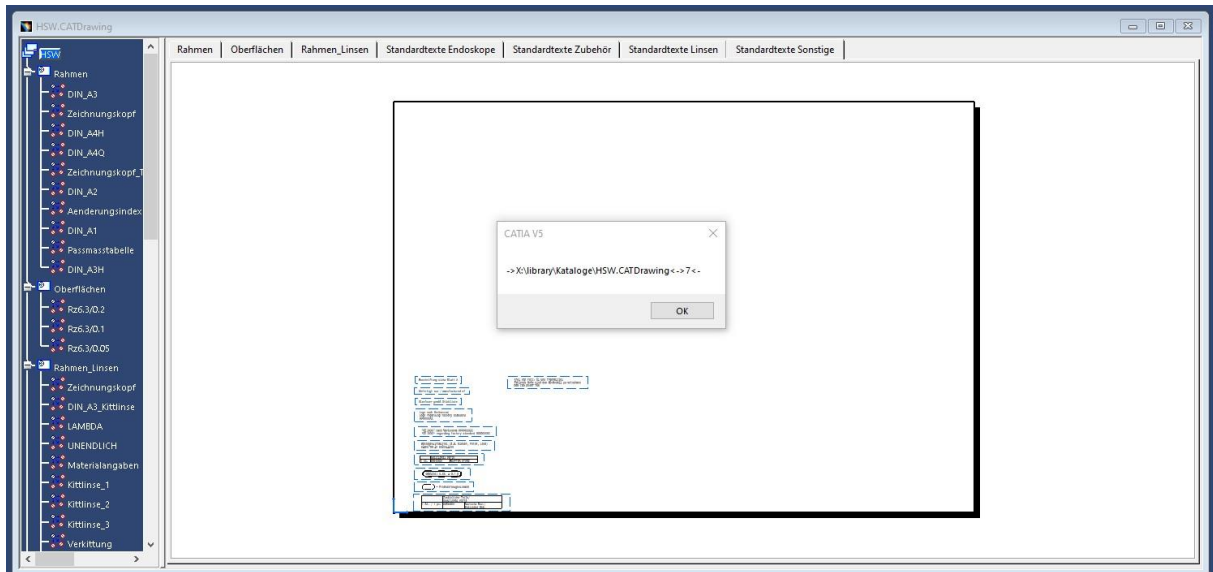 HSW.CATDrawing
HSW
Rahmen
DIN_A3
Zeichnungskopf
DIN_A4H
DIN_A4Q
Zeichnungskopf_T
DIN_A2
Aenderungsindex
DIN_A1
Passmasstabelle
DIN_A3H
Oberflächen
Rz6.3/0.2
Rz6.3/0.1
Rz6.3/0.05
Rahmen_Linsen
Zeichnungskopf
DIN_A3_Kittlinse
LAMBDA
UNENDLICH
Materialangaben
Kittlinse_1
Kittlinse_2
Kittlinse_3
Verkittung
Rahmen Oberflächen Rahmen_Linsen Standardtexte Endoskope Standardtexte Zubehör Standardtexte Linsen Standardtexte Sonstige
CATIA V5
->X:\library\Kataloge\HSW.CATDrawing<->7<-
OK